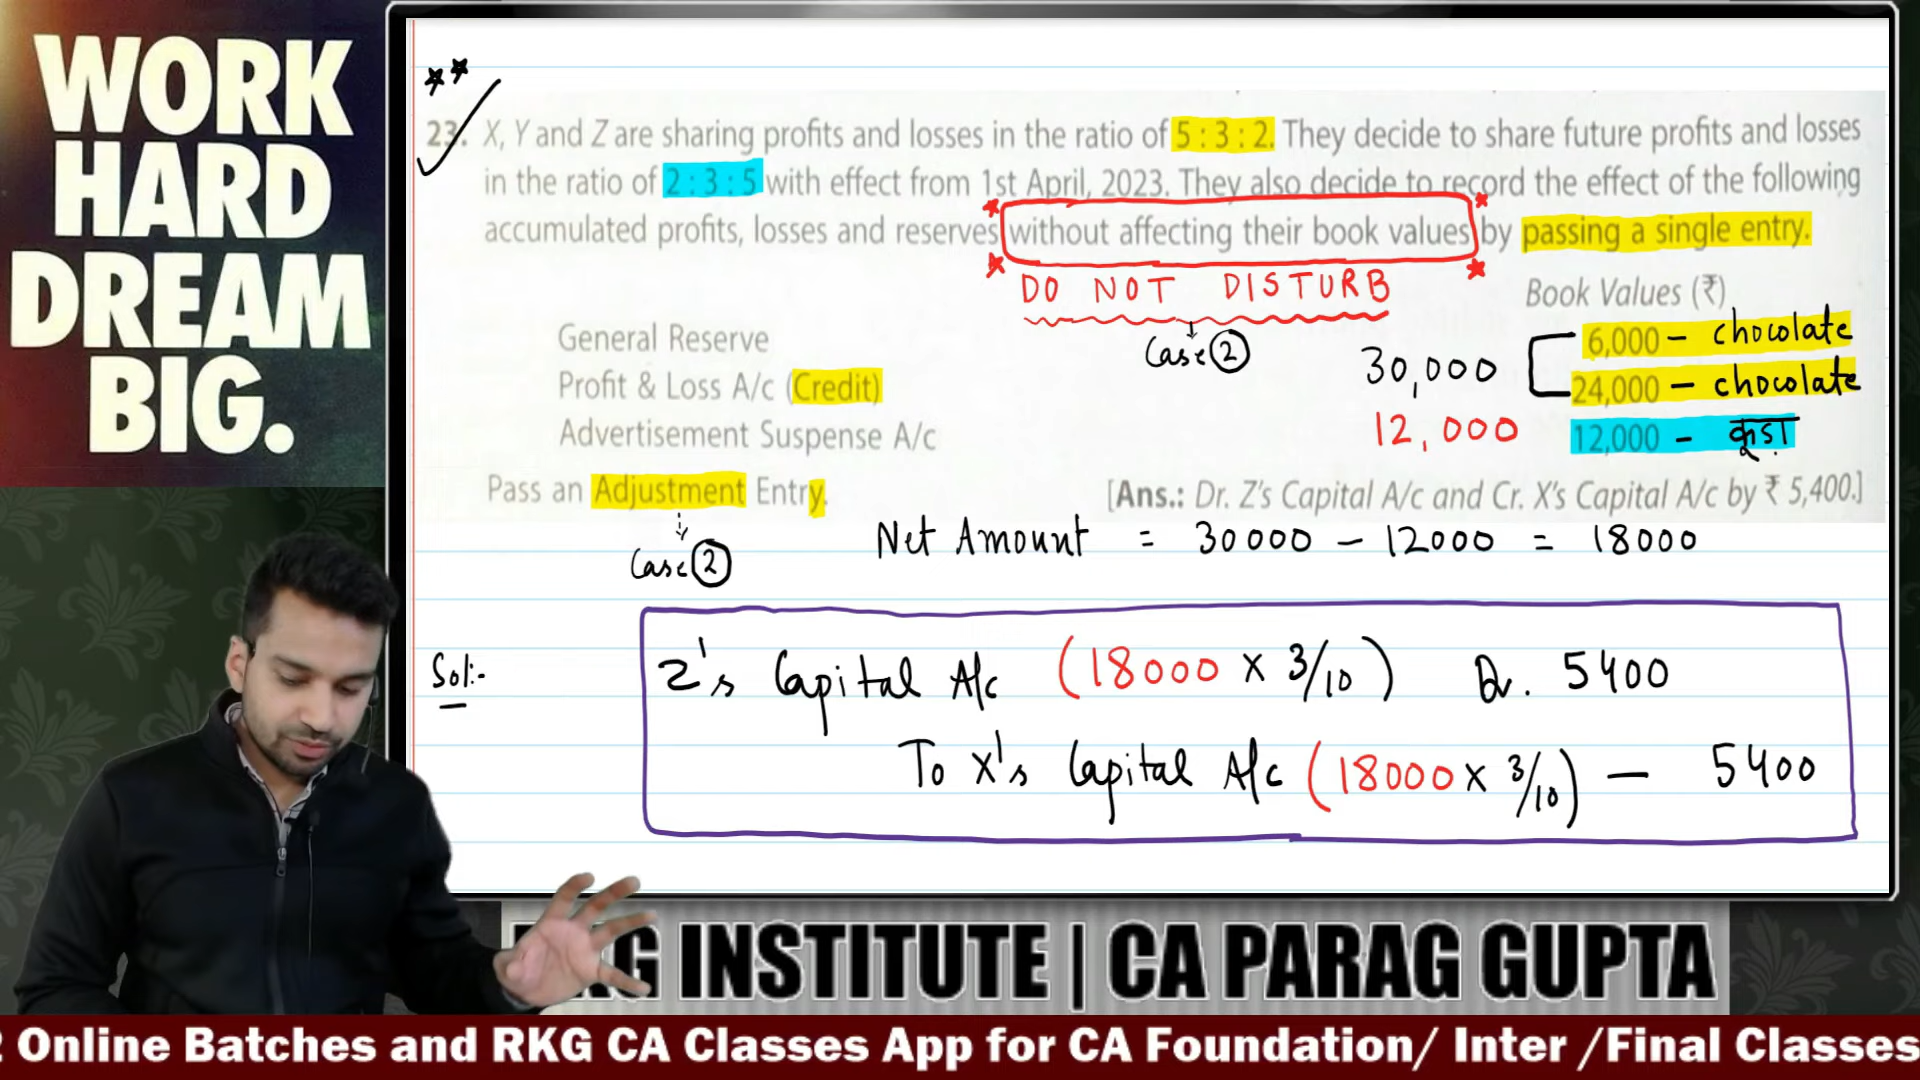 WORK
HARD
DREAM
BIG.
23. X, Y and Z are sharing profits and losses in the ratio of 5 : 3 : 2. They decide to share future profits and losses
in the ratio of 2 : 3 : 5 with effect from 1st April, 2023. They also decide to record the effect of the following
accumulated profits, losses and reserves without affecting their book values by passing a single entry.
DO NOT DISTURB
Case 2
Book Values (₹)
General Reserve 6,000 - chocolate
Profit & Loss A/c (Credit) 30,000 24,000 - chocolate
Advertisement Suspense A/c 12,000 12,000 -
Pass an Adjustment Entry. [Ans.: Dr. Z's Capital A/c and Cr. X's Capital A/c by ₹ 5,400.]
Case 2
Net Amount = 30000 - 12000 = 18000
Sol:-
Z's Capital A/c (18000 x 3/10) Dr. 5400
To X's Capital A/c (18000 x 3/10) - 5400
G INSTITUTE | CA PARAG GUPTA
2 Online Batches and RKG CA Classes App for CA Foundation/ Inter /Final Classes